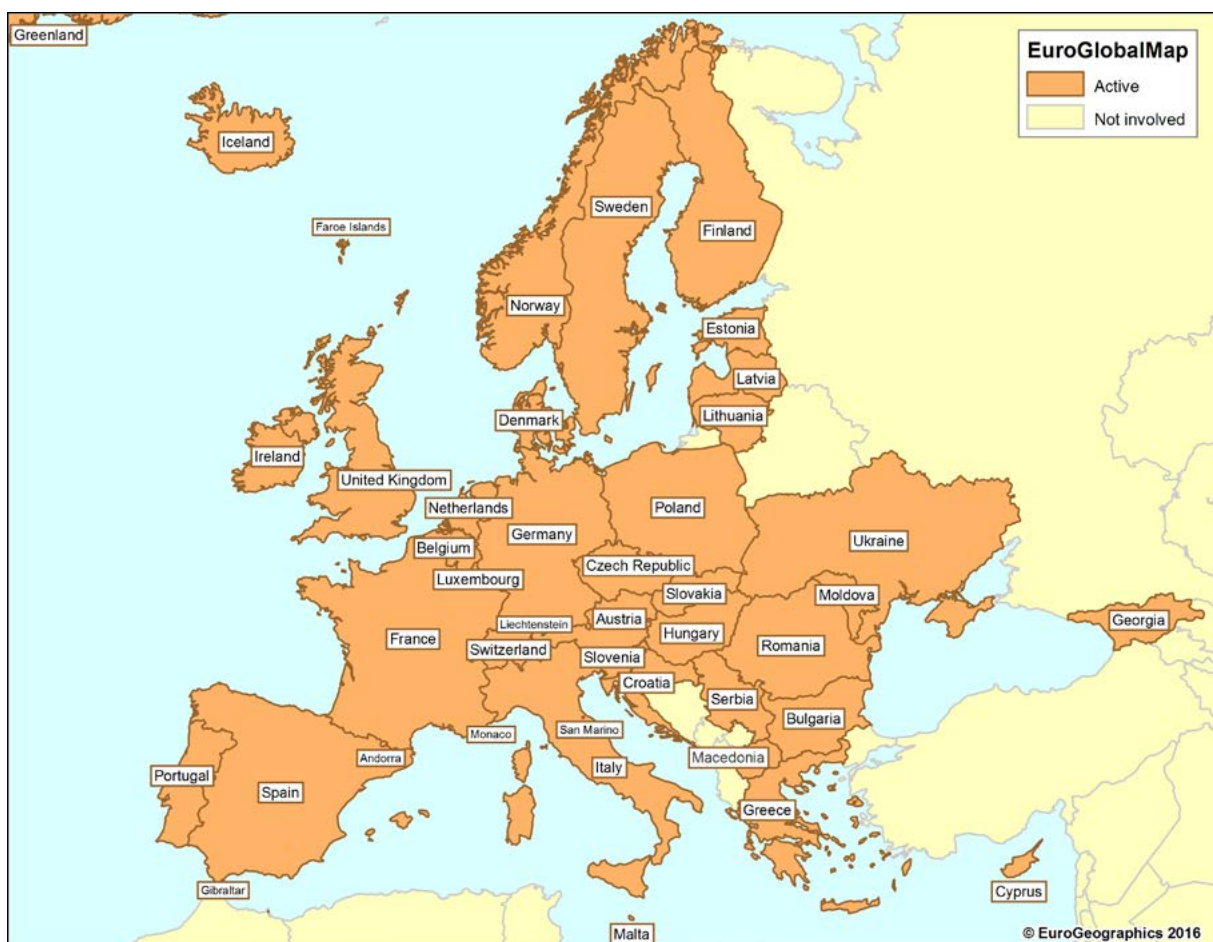 Greenland
EuroGlobalMap
Active
Not involved
Iceland
Faroe Islands
Sweden
Finland
Norway
Estonia
Latvia
Lithuania
Denmark
Ireland
United Kingdom
Netherlands
Poland
Germany
Ukraine
Belgium
Czech Republic
Luxembourg
Slovakia
Moldova
Liechtenstein
Austria
Georgia
France
Hungary
Romania
Switzerland
Slovenia
Croatia
Serbia
Bulgaria
San Marino
Monaco
Andorra
Macedonia
Italy
Portugal
Spain
Greece
Gibraltar
Cyprus
Malta
© EuroGeographics 2016